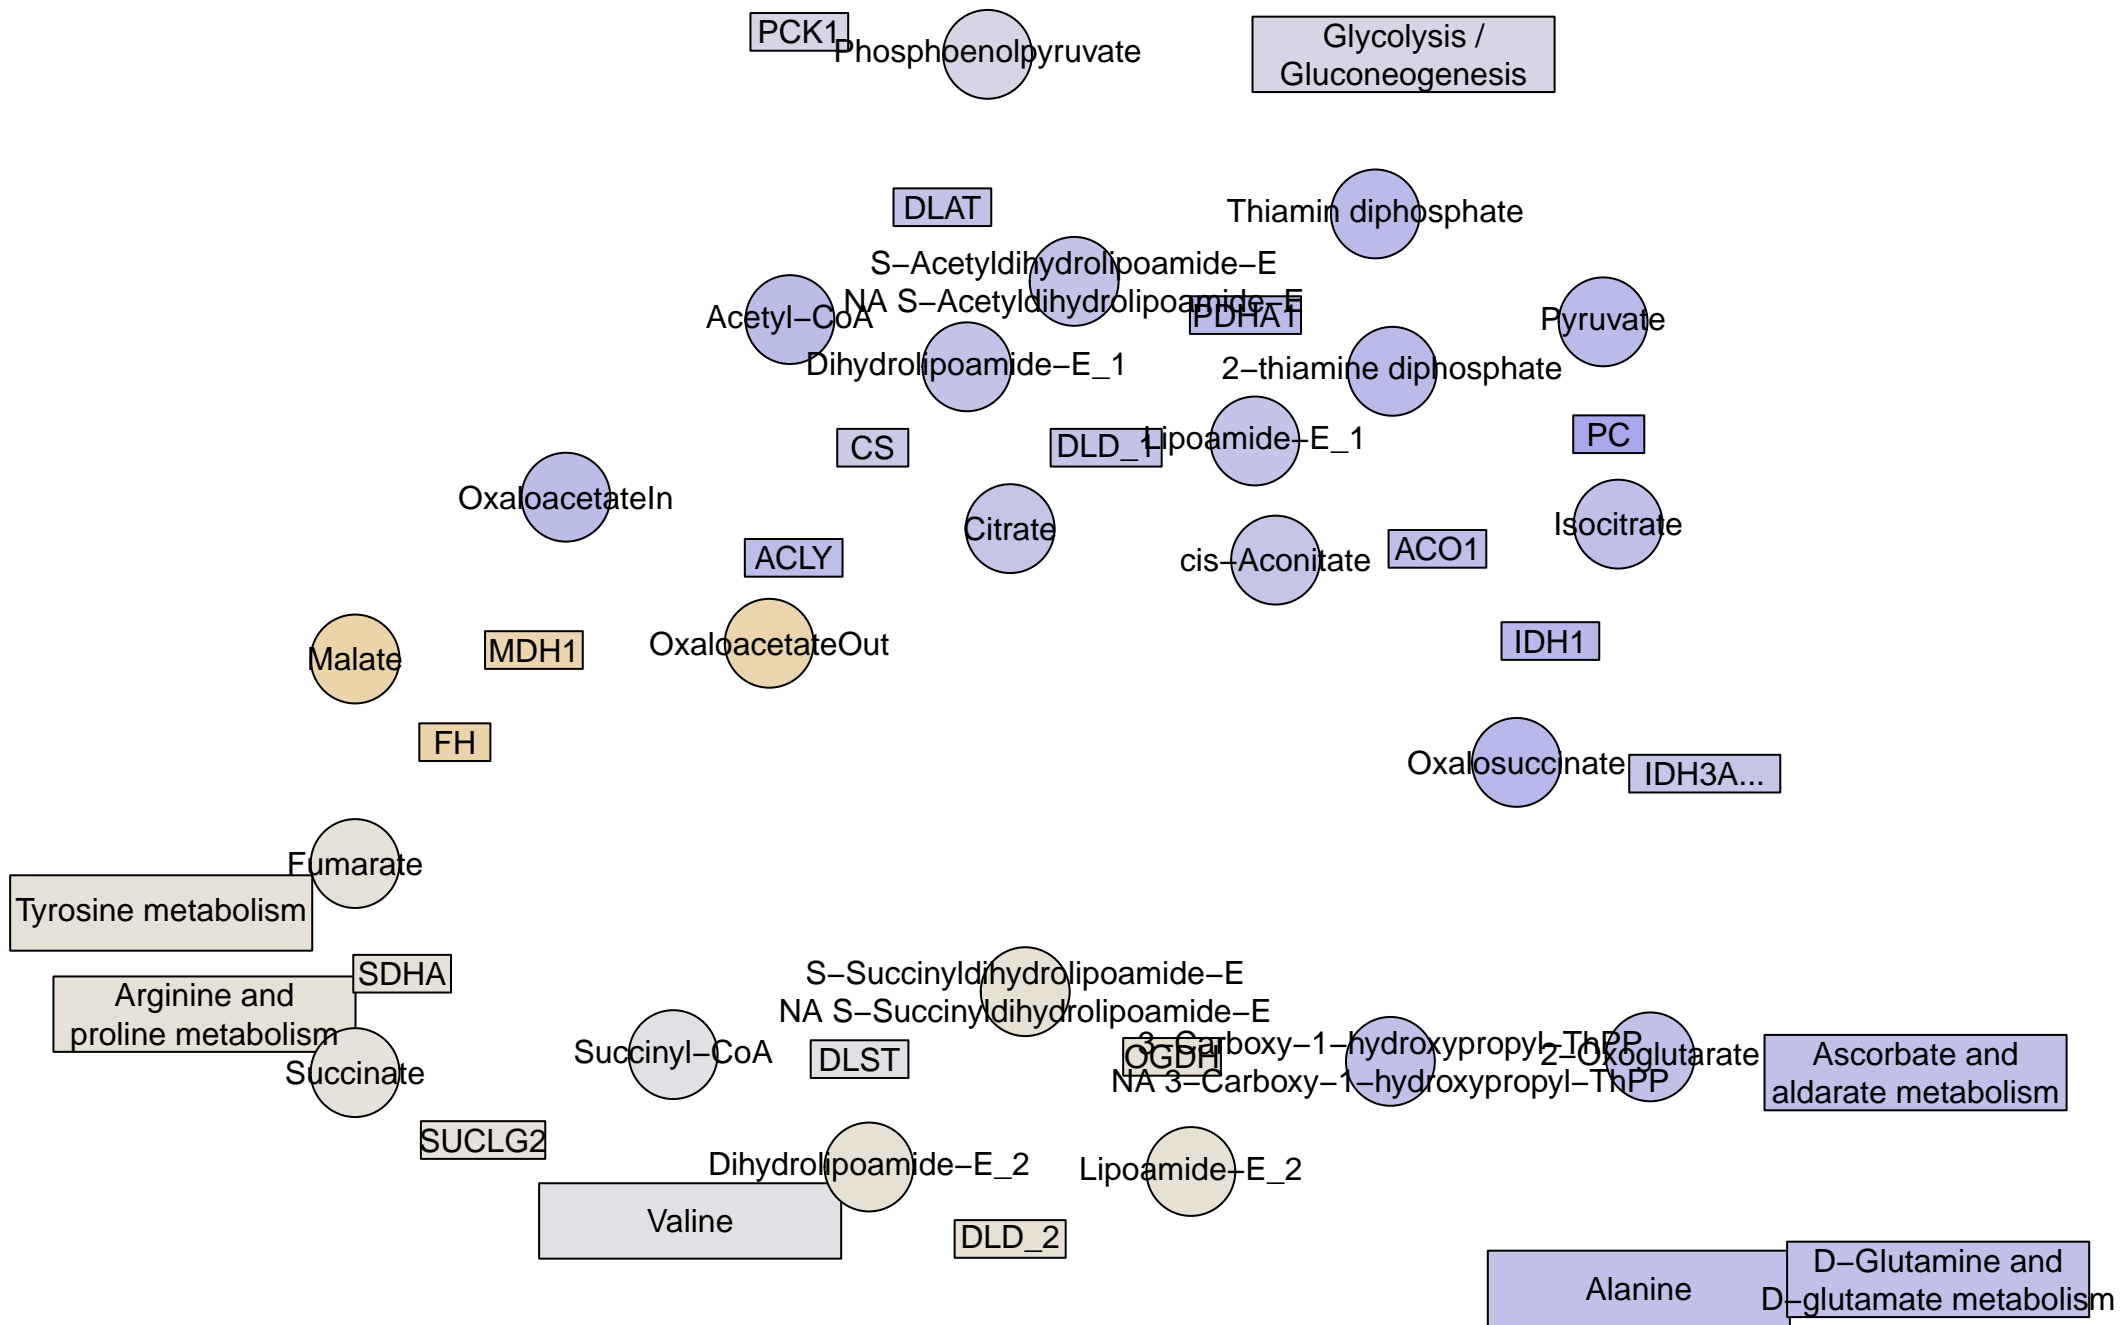 PCK1
Phosphoenolpyruvate
Glycolysis /
Gluconeogenesis
DLAT
Thiamin diphosphate
S−Acetyldihydrolipoamide−E
NA S−Acetyldihydrolipoamide−E
Acetyl−CoA
PDHA1
Pyruvate
Dihydrolipoamide−E_1
2−thiamine diphosphate
CS
DLD_1
Lipoamide−E_1
PC
OxaloacetateIn
Citrate
Isocitrate
ACLY
cis−Aconitate
ACO1
Malate
MDH1
OxaloacetateOut
IDH1
FH
Oxalosuccinate
IDH3A...
Fumarate
Tyrosine metabolism
SDHA
Arginine and
proline metabolism
Succinate
S−Succinyldihydrolipoamide−E
NA S−Succinyldihydrolipoamide−E
Succinyl−CoA
DLST
OGDH
3−Carboxy−1−hydroxypropyl−ThPP
NA 3−Carboxy−1−hydroxypropyl−ThPP
2−Oxoglutarate
Ascorbate and
aldarate metabolism
SUCLG2
Dihydrolipoamide−E_2
Lipoamide−E_2
Valine
DLD_2
Alanine
D−Glutamine and
D−glutamate metabolism